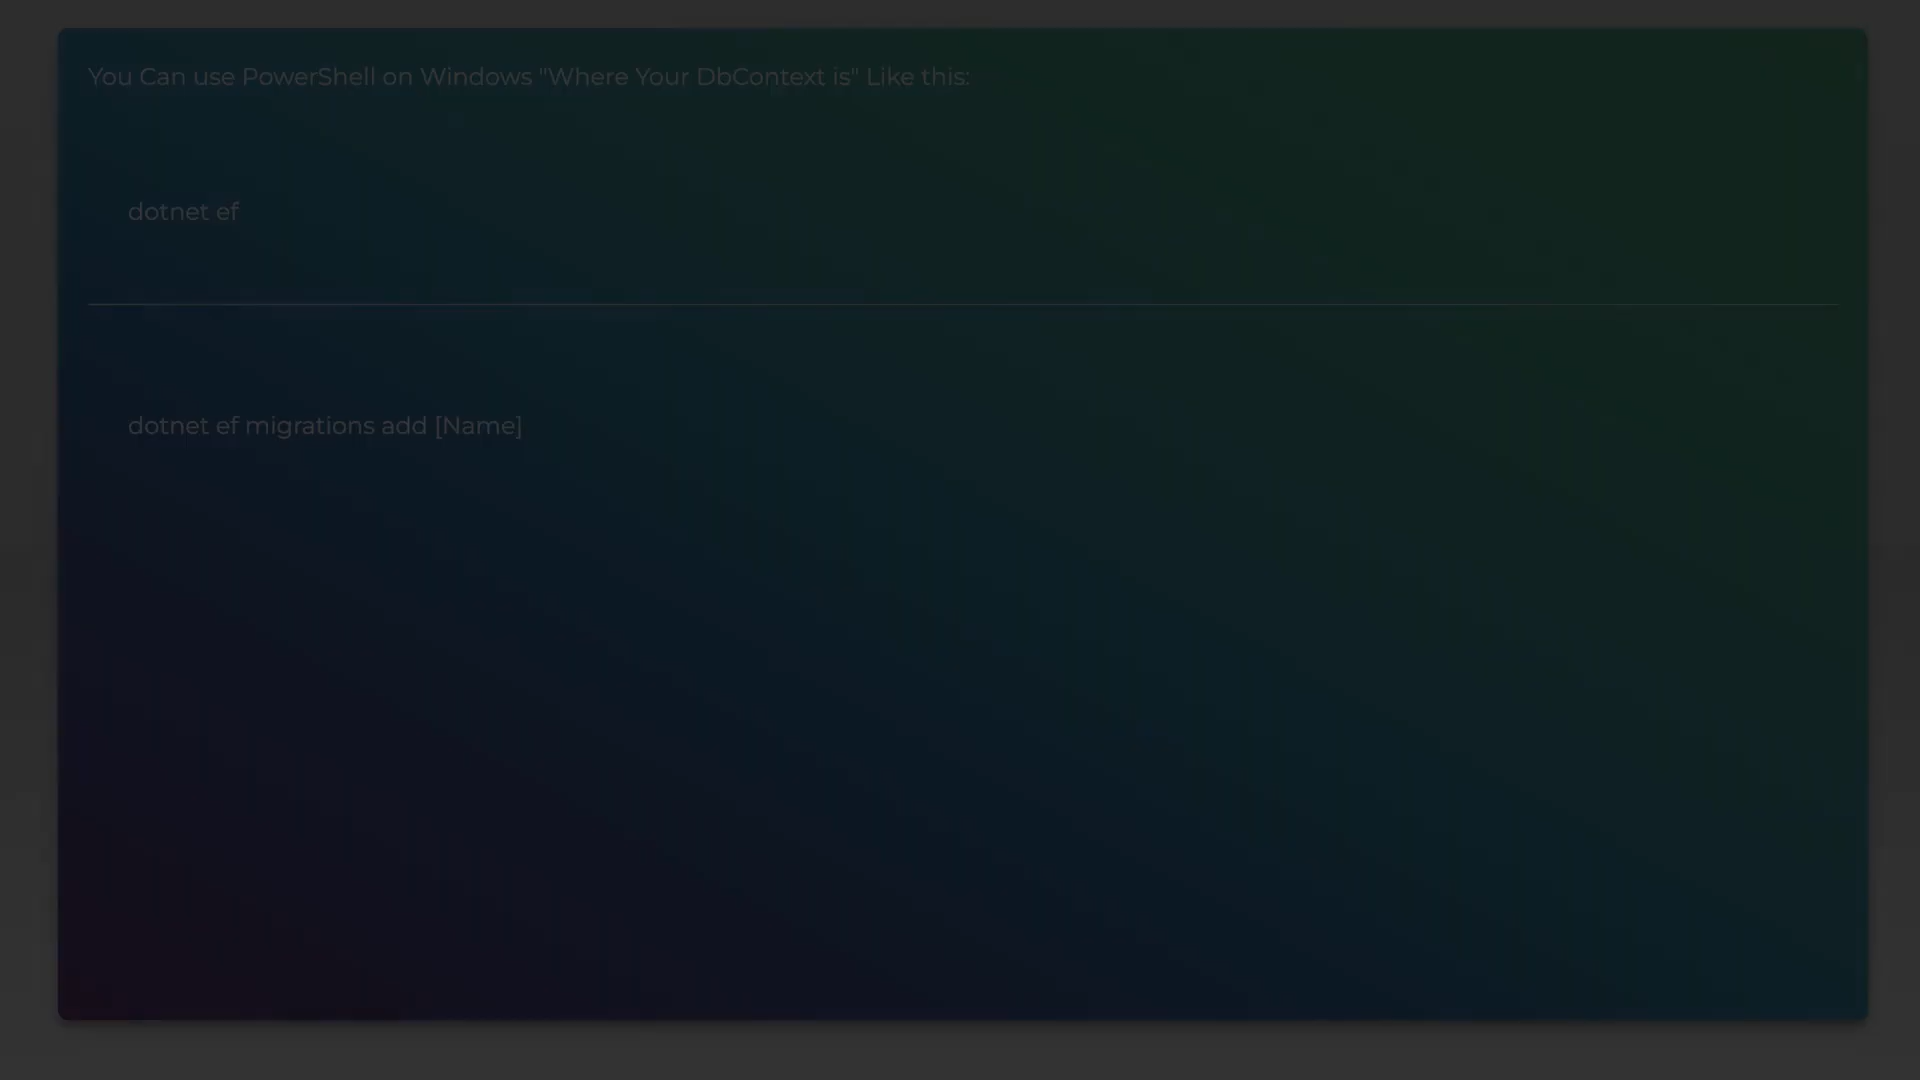 You Can use PowerShell on Windows "Where Your DbContext is" Like this:
dotnet ef
dotnet ef migrations add [Name]